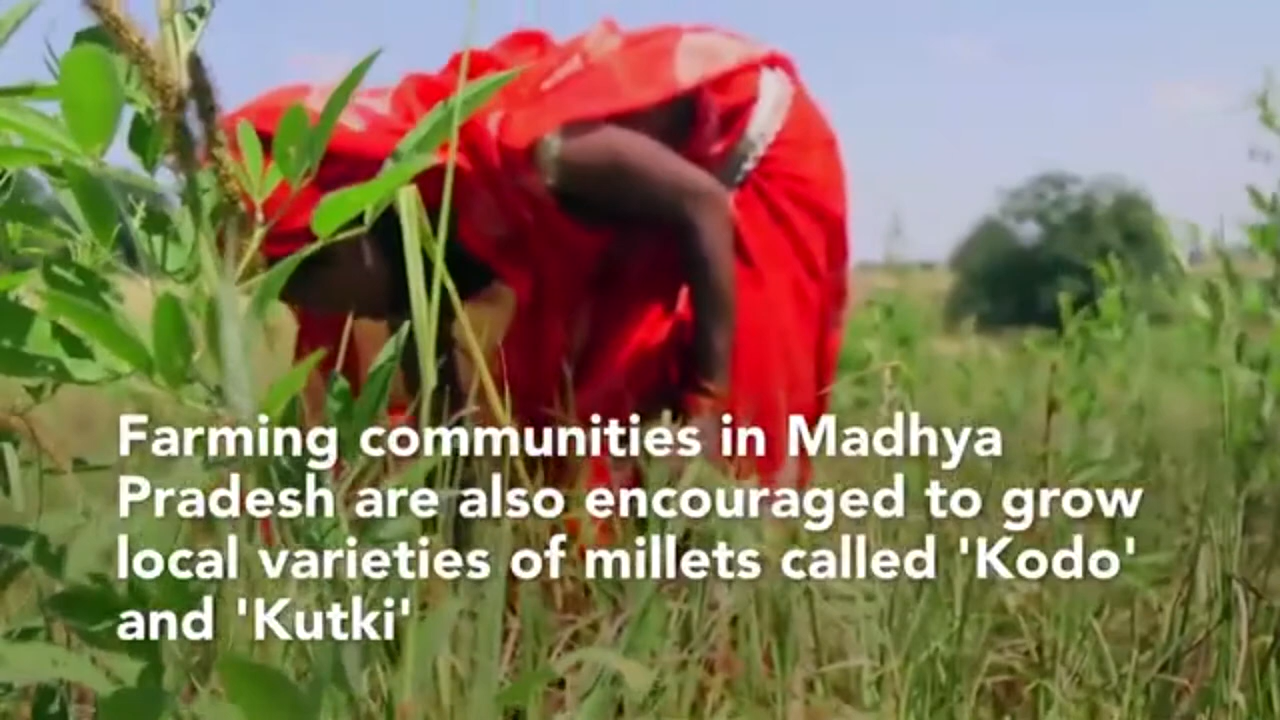 Farming communities in Madhya
Pradesh are also encouraged to grow
local varieties of millets called 'Kodo'
and 'Kutki'